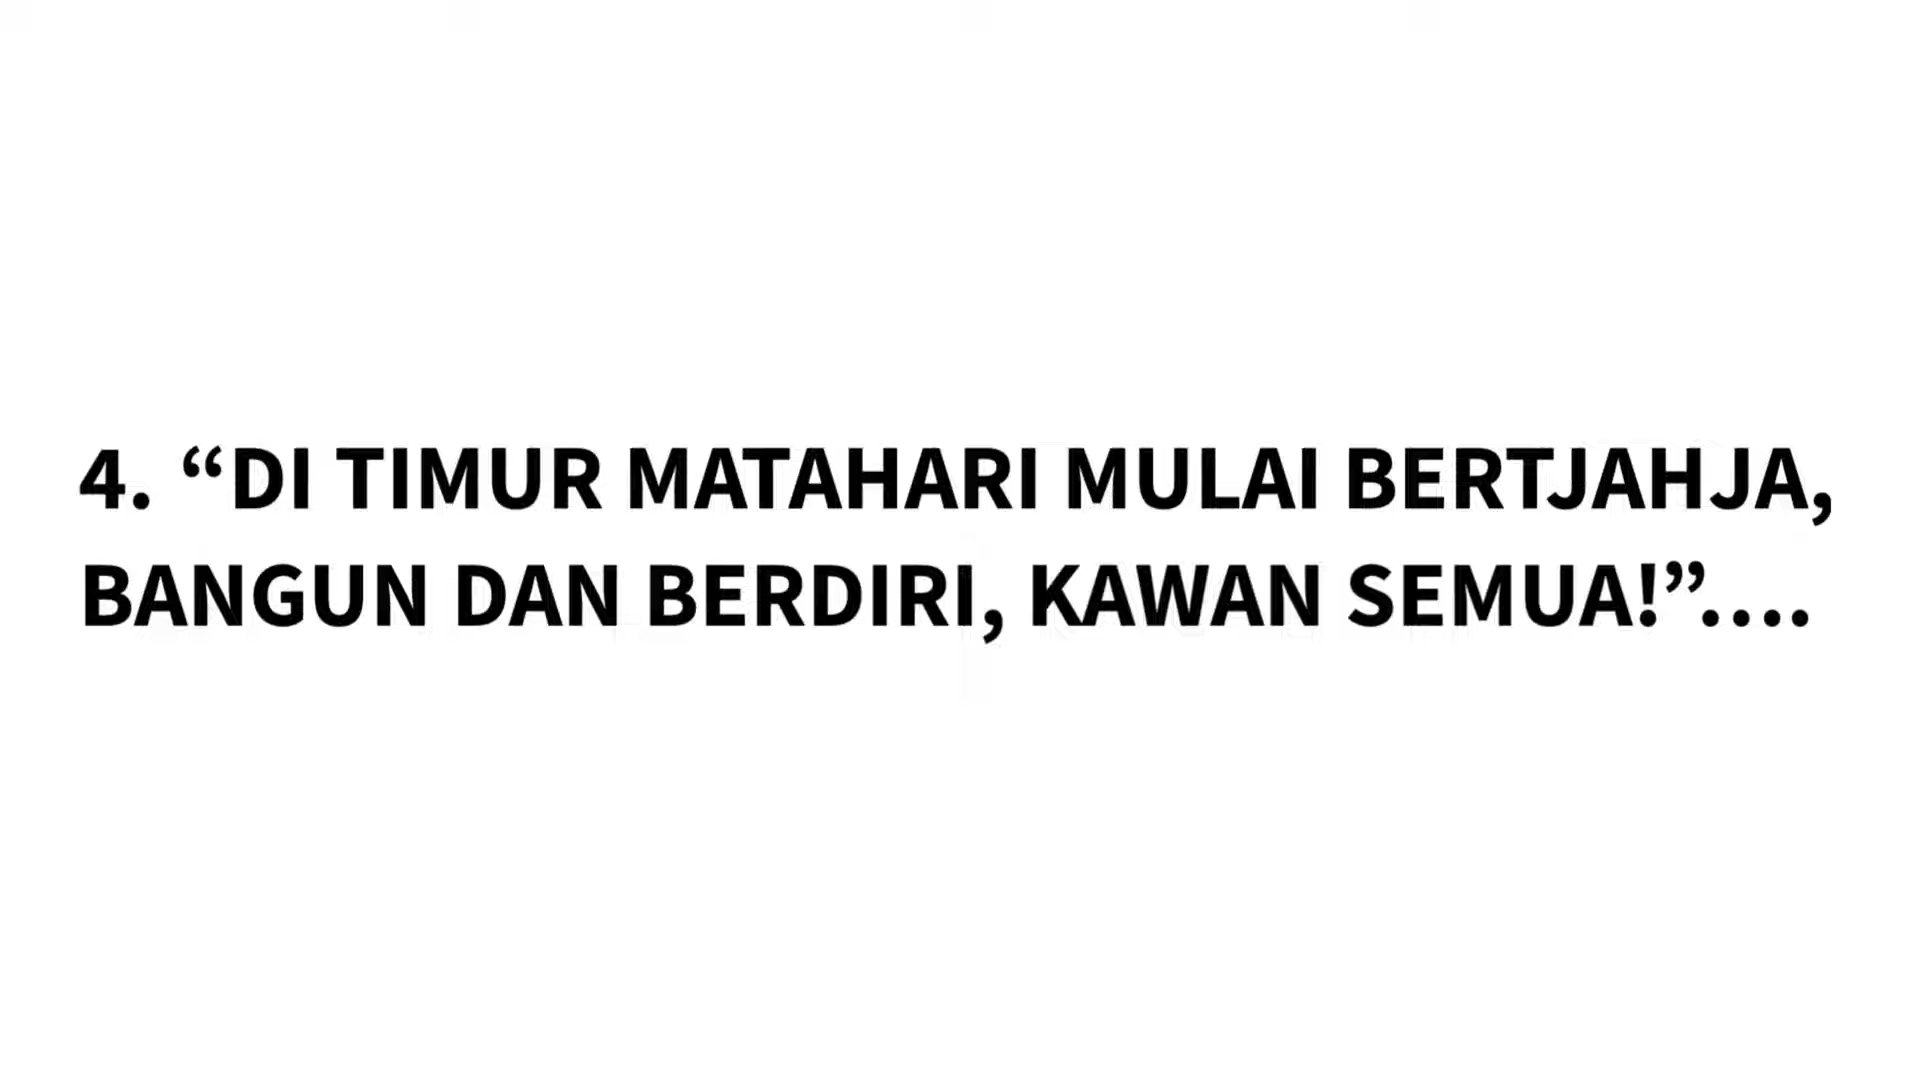 4. “DI TIMUR MATAHARI MULAI BERTJAHJA,
BANGUN DAN BERDIRI, KAWAN SEMUA!”....